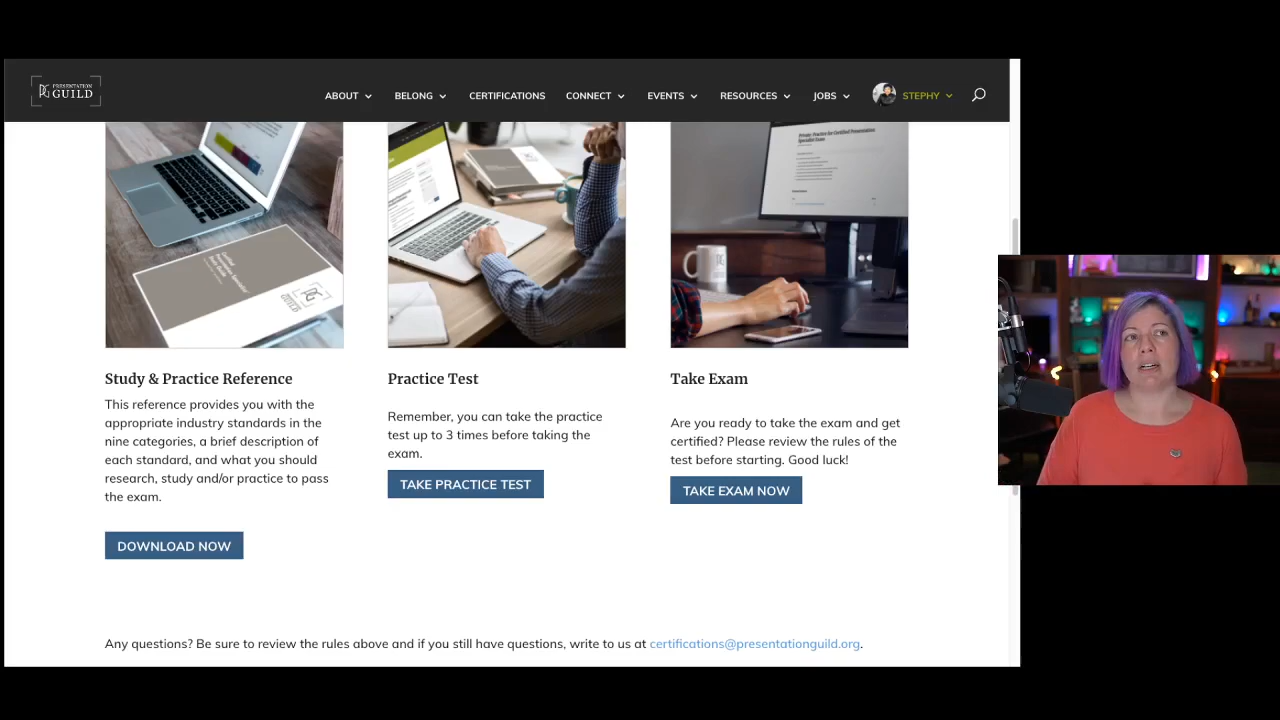 PRESENTATION
GUILD
ABOUT
BELONG
CERTIFICATIONS
CONNECT
EVENTS
RESOURCES
JOBS
STEPHY
Study & Practice Reference
This reference provides you with the
appropriate industry standards in the
nine categories, a brief description of
each standard, and what you should
research, study and/or practice to pass
the exam.
DOWNLOAD NOW
Practice Test
Remember, you can take the practice
test up to 3 times before taking the
exam.
TAKE PRACTICE TEST
Take Exam
Are you ready to take the exam and get
certified? Please review the rules of the
test before starting. Good luck!
TAKE EXAM NOW
Any questions? Be sure to review the rules above and if you still have questions, write to us at certifications@presentationguild.org.